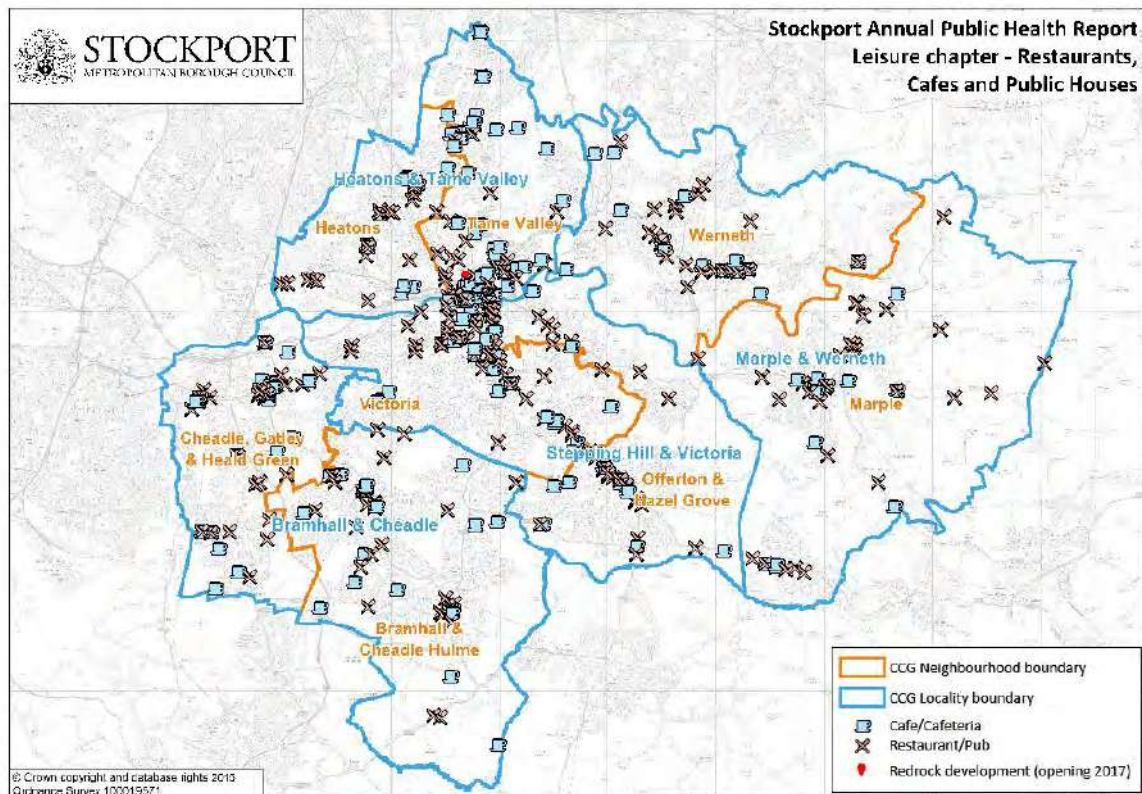 STOCKPORT
METROPOLITAN BOROUGH COUNCIL
Stockport Annual Public Health Report
Leisure chapter - Restaurants,
Cafes and Public Houses
Heatons & Tame Valley
Heatons
Tame Valley
Werneth
Marple & Werneth
Marple
Victoria
Cheadle, Gatley
& Heald Green
Stepping Hill & Victoria
Offerton &
Hazel Grove
Bramhall & Cheadle
Bramhall &
Cheadle Hulme
CCG Neighbourhood boundary
CCG Locality boundary
Cafe/Cafeteria
Restaurant/Pub
Redrock development (opening 2017)
© Crown copyright and database rights 2015
Ordnance Survey 100019571